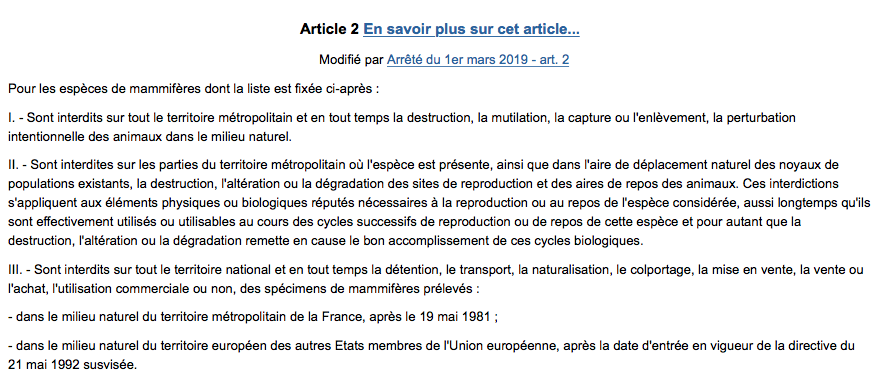 Article 2 En savoir plus sur cet article...
Modifié par Arrêté du 1er mars 2019 - art. 2
Pour les espèces de mammifères dont la liste est fixée ci-après :
I. - Sont interdits sur tout le territoire métropolitain et en tout temps la destruction, la mutilation, la capture ou l'enlèvement, la perturbation
intentionnelle des animaux dans le milieu naturel.
II. - Sont interdites sur les parties du territoire métropolitain où l'espèce est présente, ainsi que dans l'aire de déplacement naturel des noyaux de
populations existants, la destruction, l'altération ou la dégradation des sites de reproduction et des aires de repos des animaux. Ces interdictions
s'appliquent aux éléments physiques ou biologiques réputés nécessaires à la reproduction ou au repos de l'espèce considérée, aussi longtemps qu'ils
sont effectivement utilisés ou utilisables au cours des cycles successifs de reproduction ou de repos de cette espèce et pour autant que la
destruction, l'altération ou la dégradation remette en cause le bon accomplissement de ces cycles biologiques.
III. - Sont interdits sur tout le territoire national et en tout temps la détention, le transport, la naturalisation, le colportage, la mise en vente, la vente ou
l'achat, l'utilisation commerciale ou non, des spécimens de mammifères prélevés :
- dans le milieu naturel du territoire métropolitain de la France, après le 19 mai 1981 ;
- dans le milieu naturel du territoire européen des autres Etats membres de l'Union européenne, après la date d'entrée en vigueur de la directive du
21 mai 1992 susvisée.